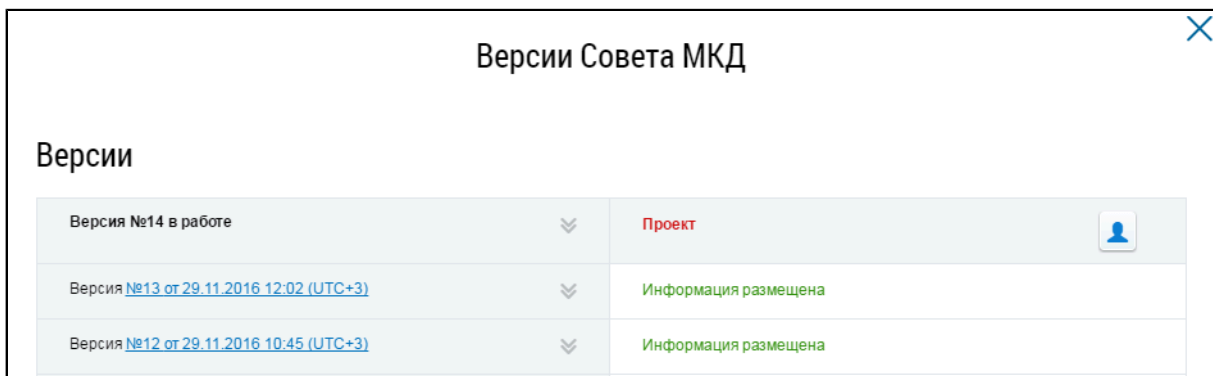 Версии Совета МКД
Версии
Версия №14 в работе Проект
Версия №13 от 29.11.2016 12:02 (UTC+3) Информация размещена
Версия №12 от 29.11.2016 10:45 (UTC+3) Информация размещена